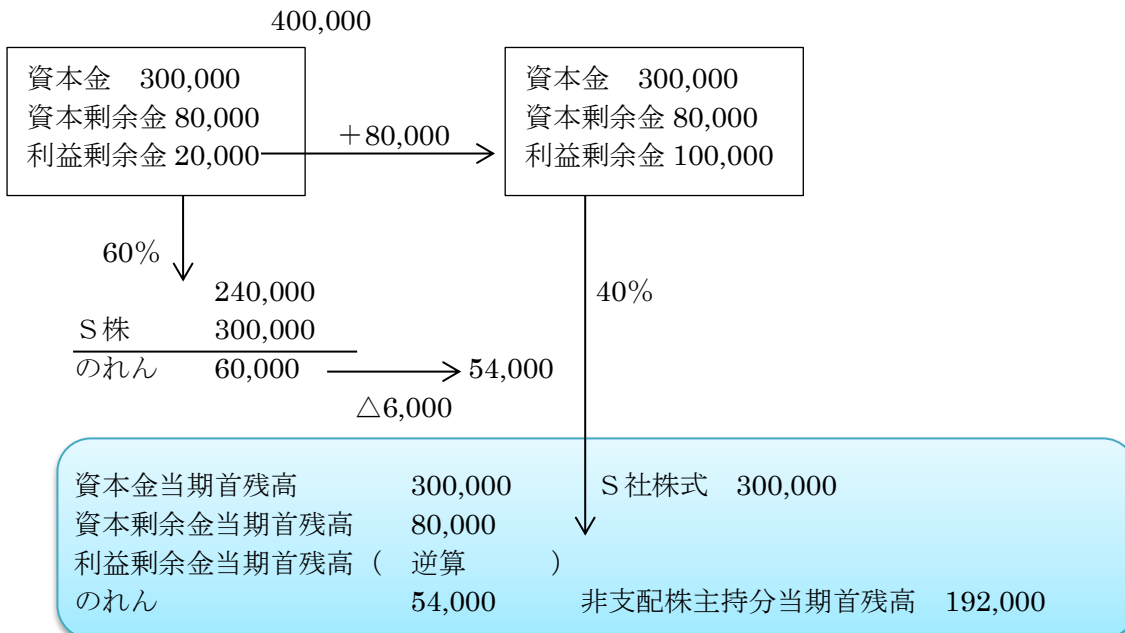 400,000
資本金 300,000
資本剰余金 80,000
利益剰余金 20,000
+80,000
資本金 300,000
資本剰余金 80,000
利益剰余金 100,000
60%
240,000
S株 300,000
のれん 60,000
54,000
△6,000
40%
資本金当期首残高 300,000 S社株式 300,000
資本剰余金当期首残高 80,000
利益剰余金当期首残高( 逆算 )
のれん 54,000 非支配株主持分当期首残高 192,000